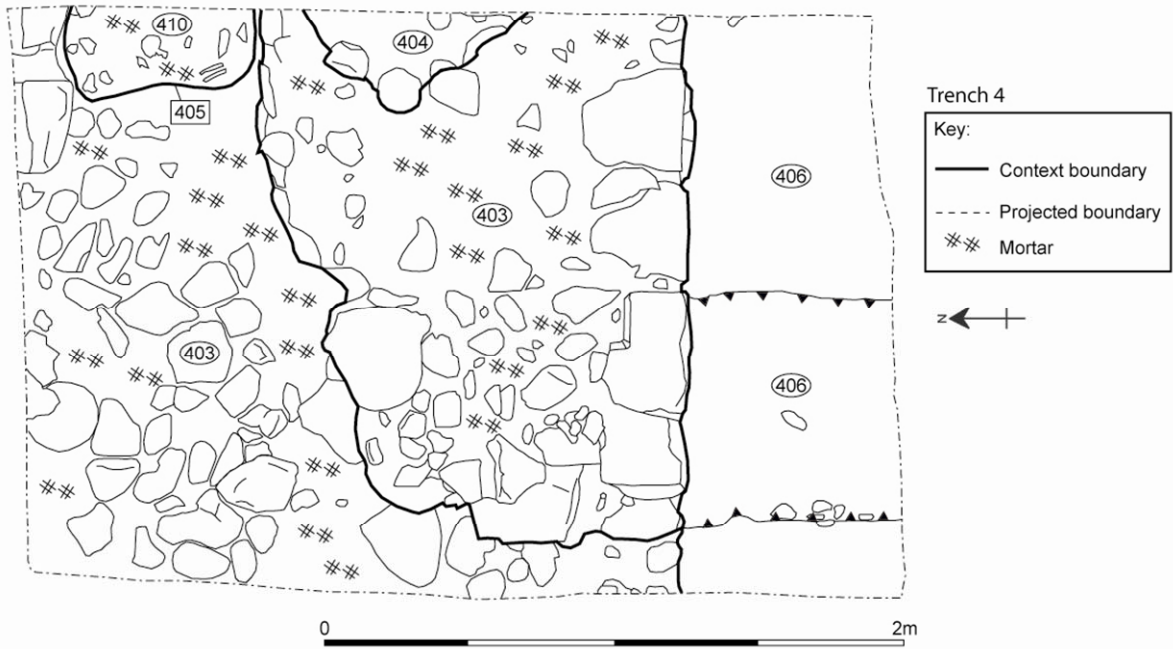 410
404
405
Trench 4
Key:
Context boundary
Projected boundary
Mortar
406
403
N
403
406
0 2m